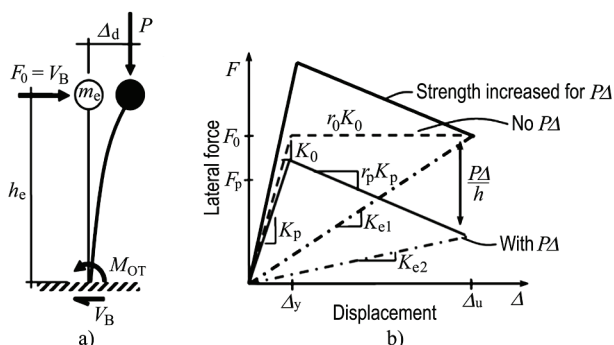 Δd P
F0 = VB me
he
MOT
VB
a)
F
Strength increased for PΔ
r0K0
No PΔ
F0
K0
Fp
rpKp
PΔ
h
Kp
Ke1
With PΔ
Ke2
Lateral force
Δy
Displacement
Δu
Δ
b)